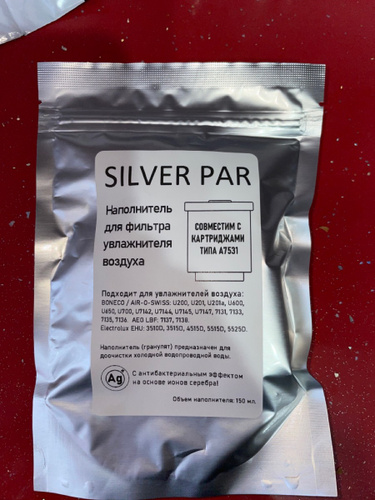 SILVER PAR
Наполнитель
для фильтра
увлажнителя
воздуха
СОВМЕСТИМ С
КАРТРИДЖАМИ
ТИПА A7531
Подходит для увлажнителей воздуха:
BONECO / AIR-O-SWISS: U200, U201, U201a, U600,
U650, U700, U7142, U7144, U7145, U7147, 7131, 7133,
7135, 7136. AEG LBF: 7137, 7138.
Electrolux EHU: 3510D, 3515D, 4515D, 5515D, 5525D.
Наполнитель (гранулят) предназначен для
доочистки холодной водопроводной воды.
Ag+
С антибактериальным эффектом
на основе ионов серебра!
Объем наполнителя: 150 мл.